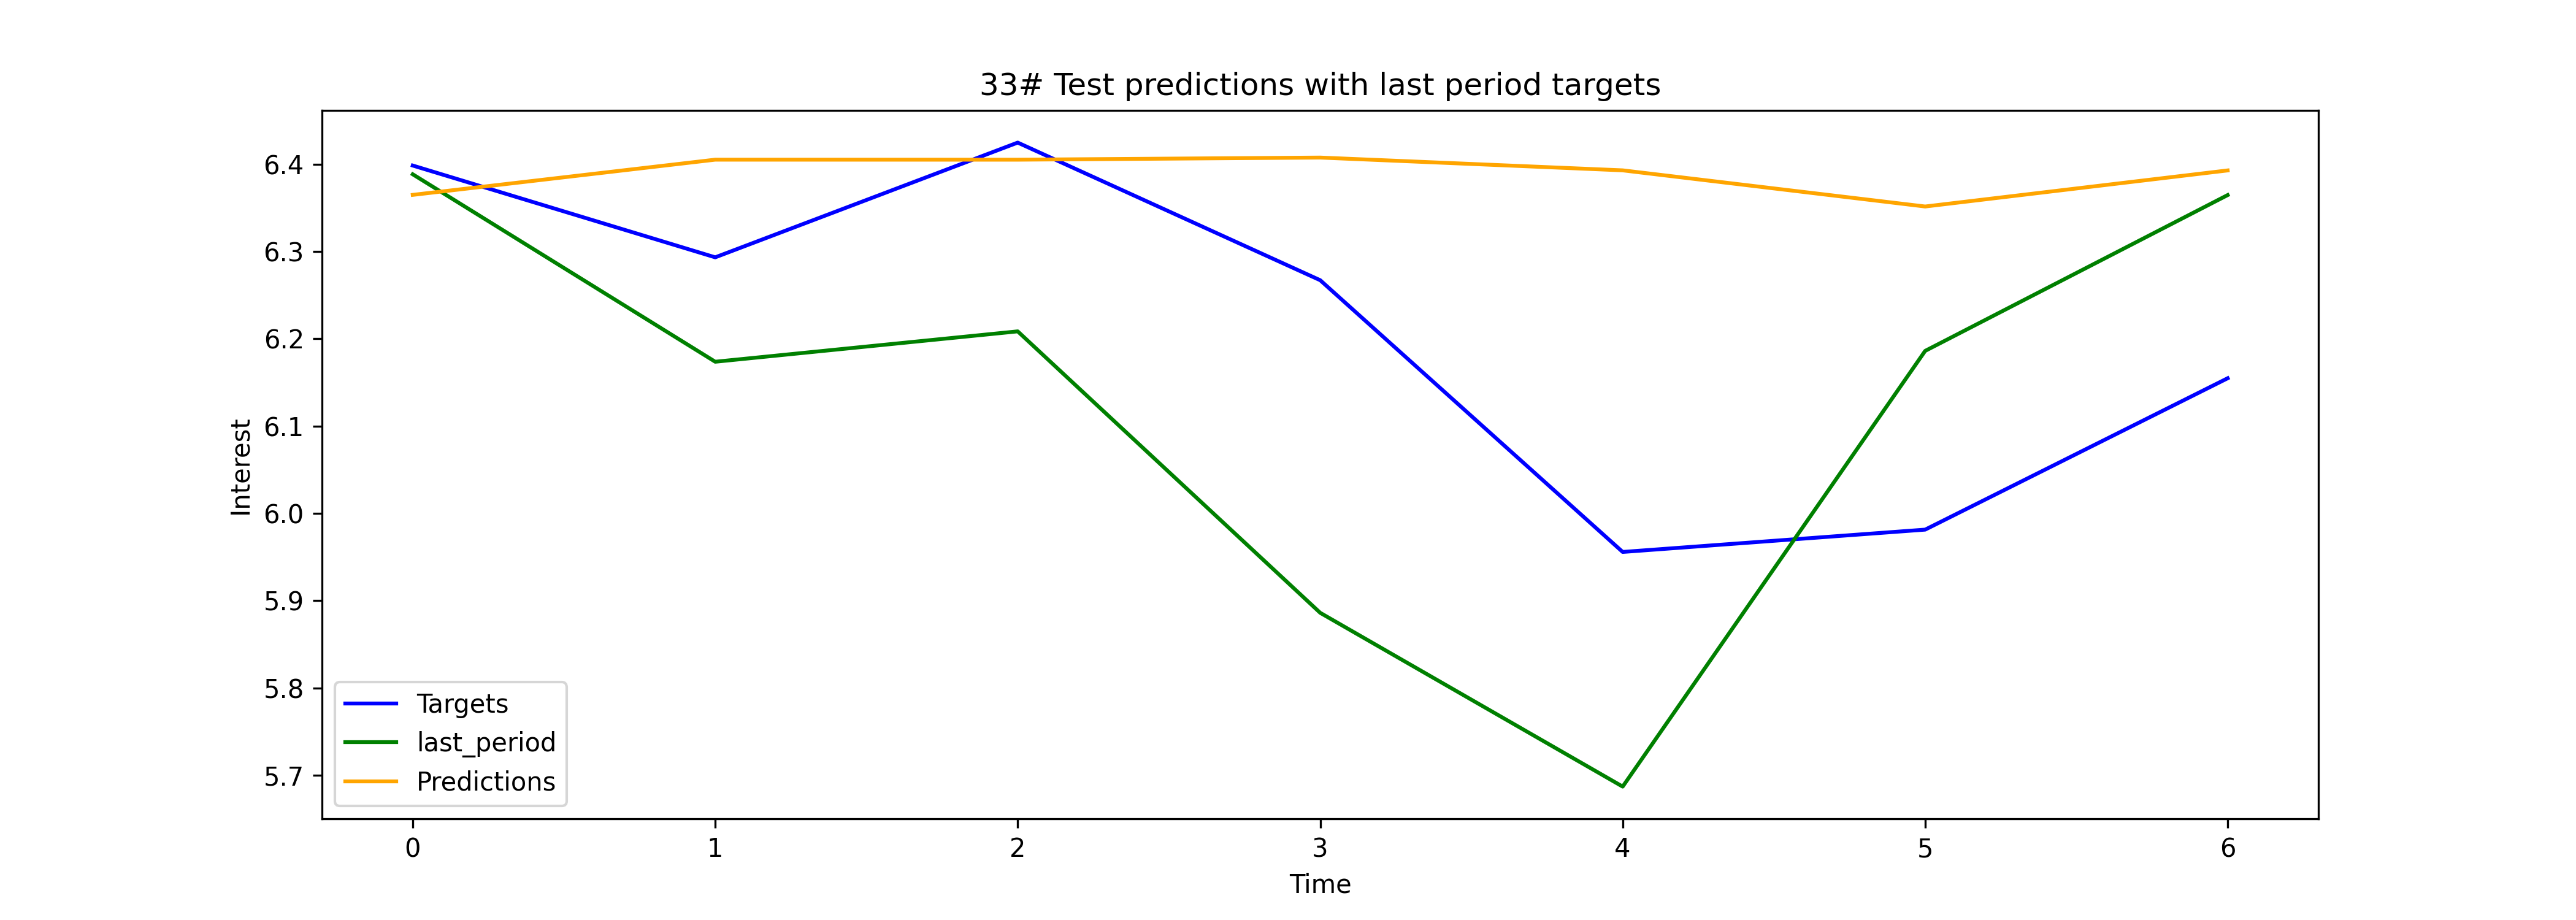 33# Test predictions with last period targets
Interest
6.4
6.3
6.2
6.1
6.0
5.9
5.8
5.7
Targets
last_period
Predictions
0 1 2 3 4 5 6
Time